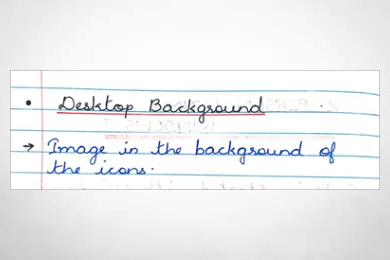 • Desktop Background
→ Image in the background of
the icons.